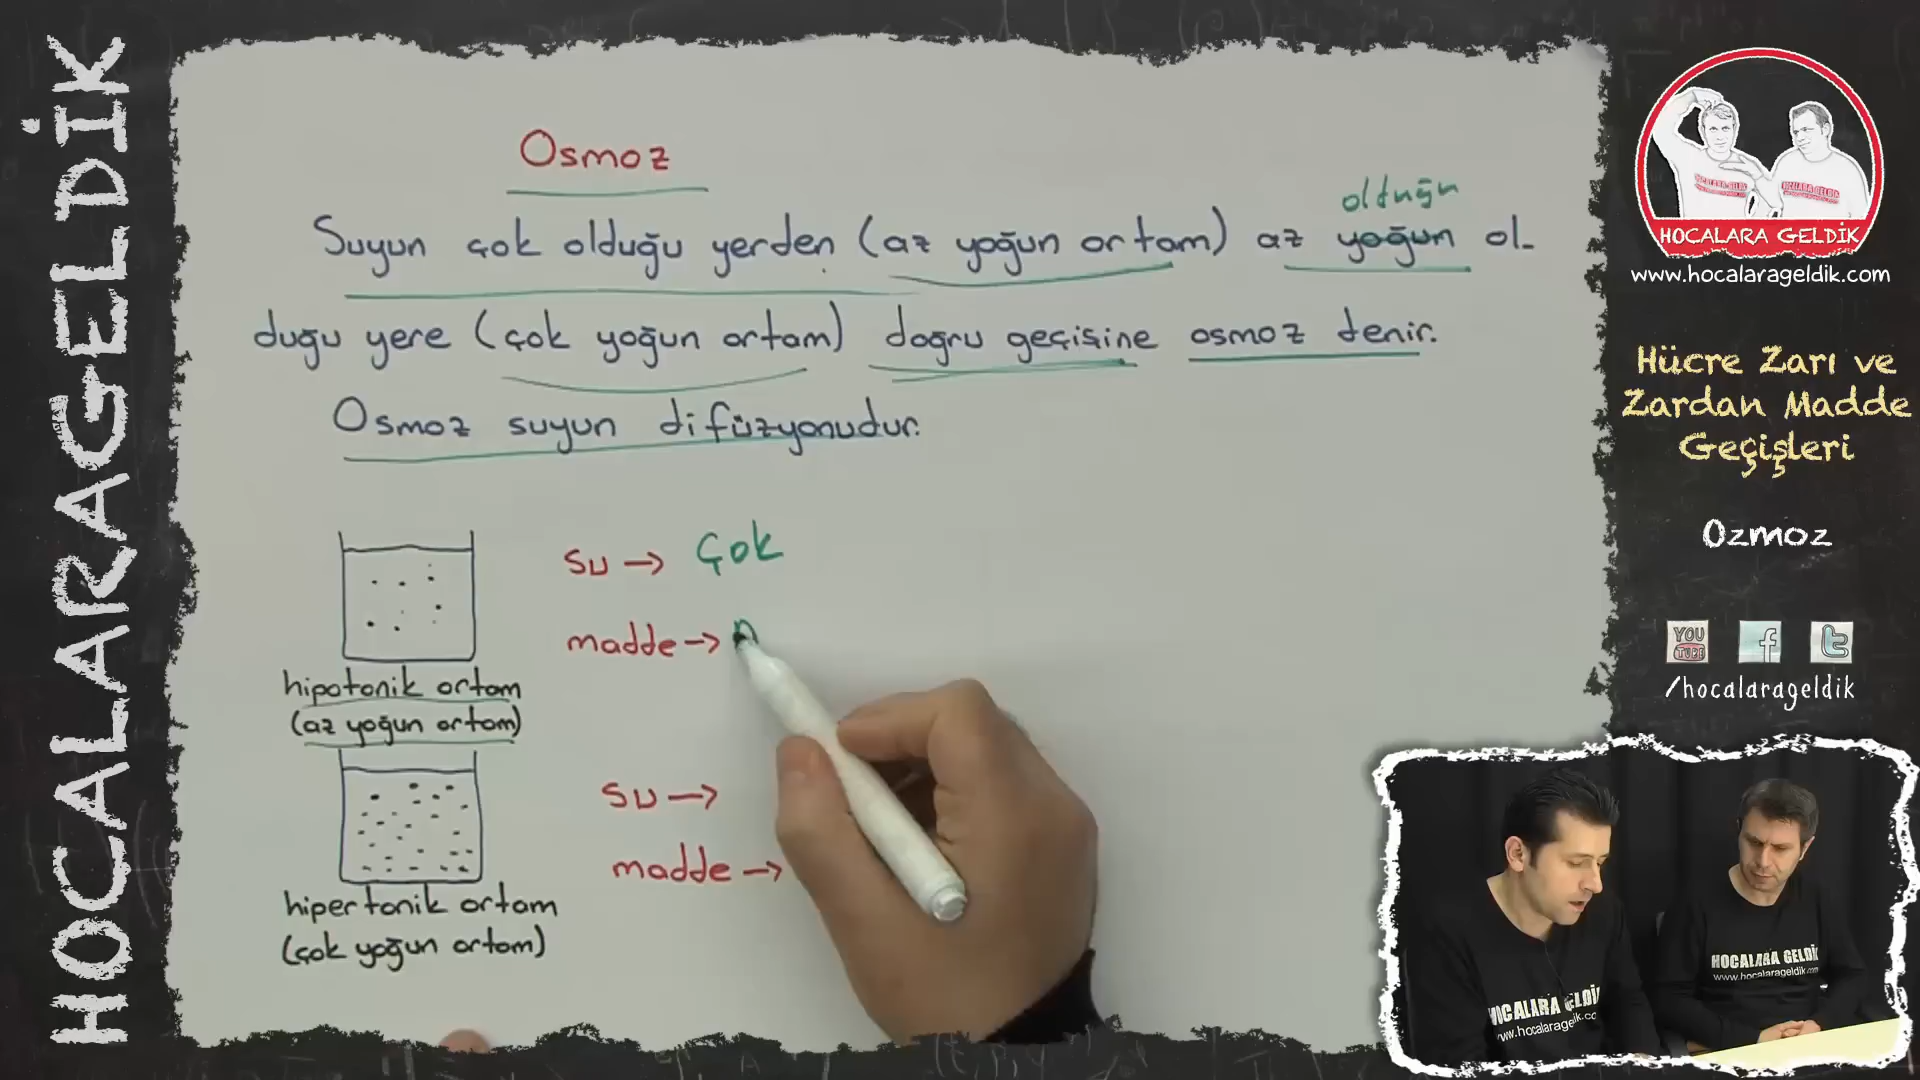 HOCALARAGELDİK
Osmoz
olduğu
Suyun çok olduğu yerden (az yoğun ortam) az yoğun ol-
duğu yere (çok yoğun ortam) doğru geçişine osmoz denir.
Osmoz suyun difüzyonudur.
su → Çok
madde →
hipotonik ortam
(az yoğun ortam)
su →
madde →
hipertonik ortam
(çok yoğun ortam)
HOCALARA GELDİK
www.hocalarageldik.com
Hücre Zarı ve
Zardan Madde
Geçişleri
Ozmoz
YOU TUBE f t
/hocalarageldik
HOCALARA GELDİK
www.hocalarageldik.co
HOCALARA GELDİK
www.hocalarageldik.com